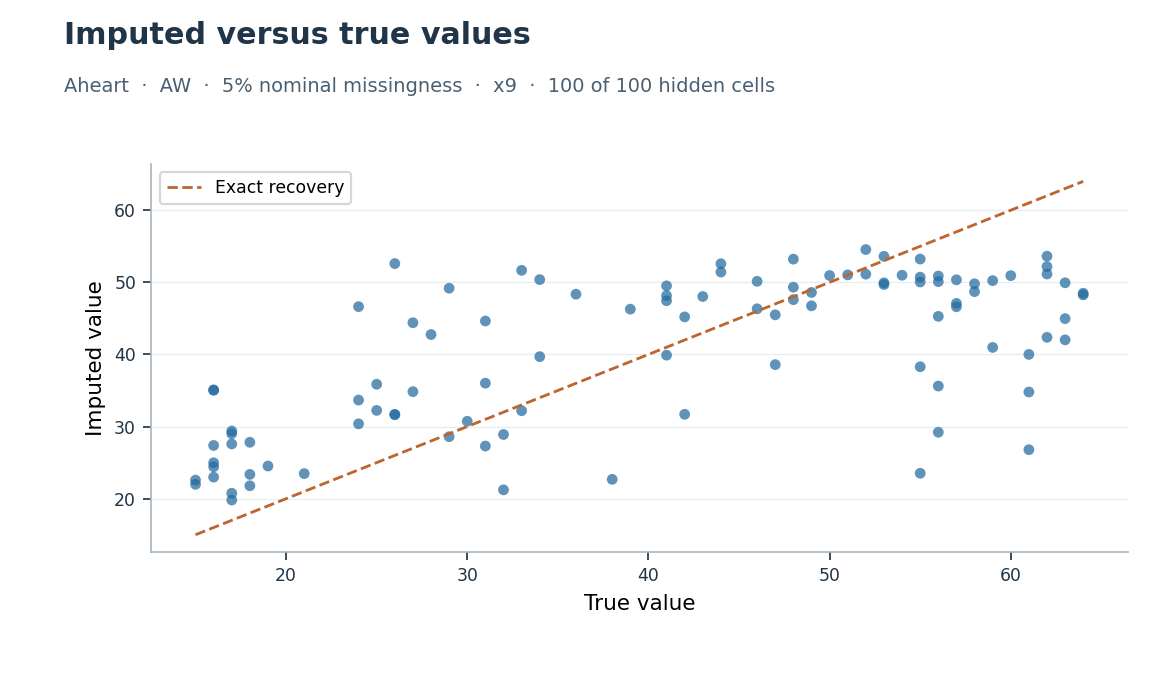 Imputed versus true values
Aheart · AW · 5% nominal missingness · x9 · 100 of 100 hidden cells
Exact recovery
60
50
40
30
20
Imputed value
20 30 40 50 60
True value